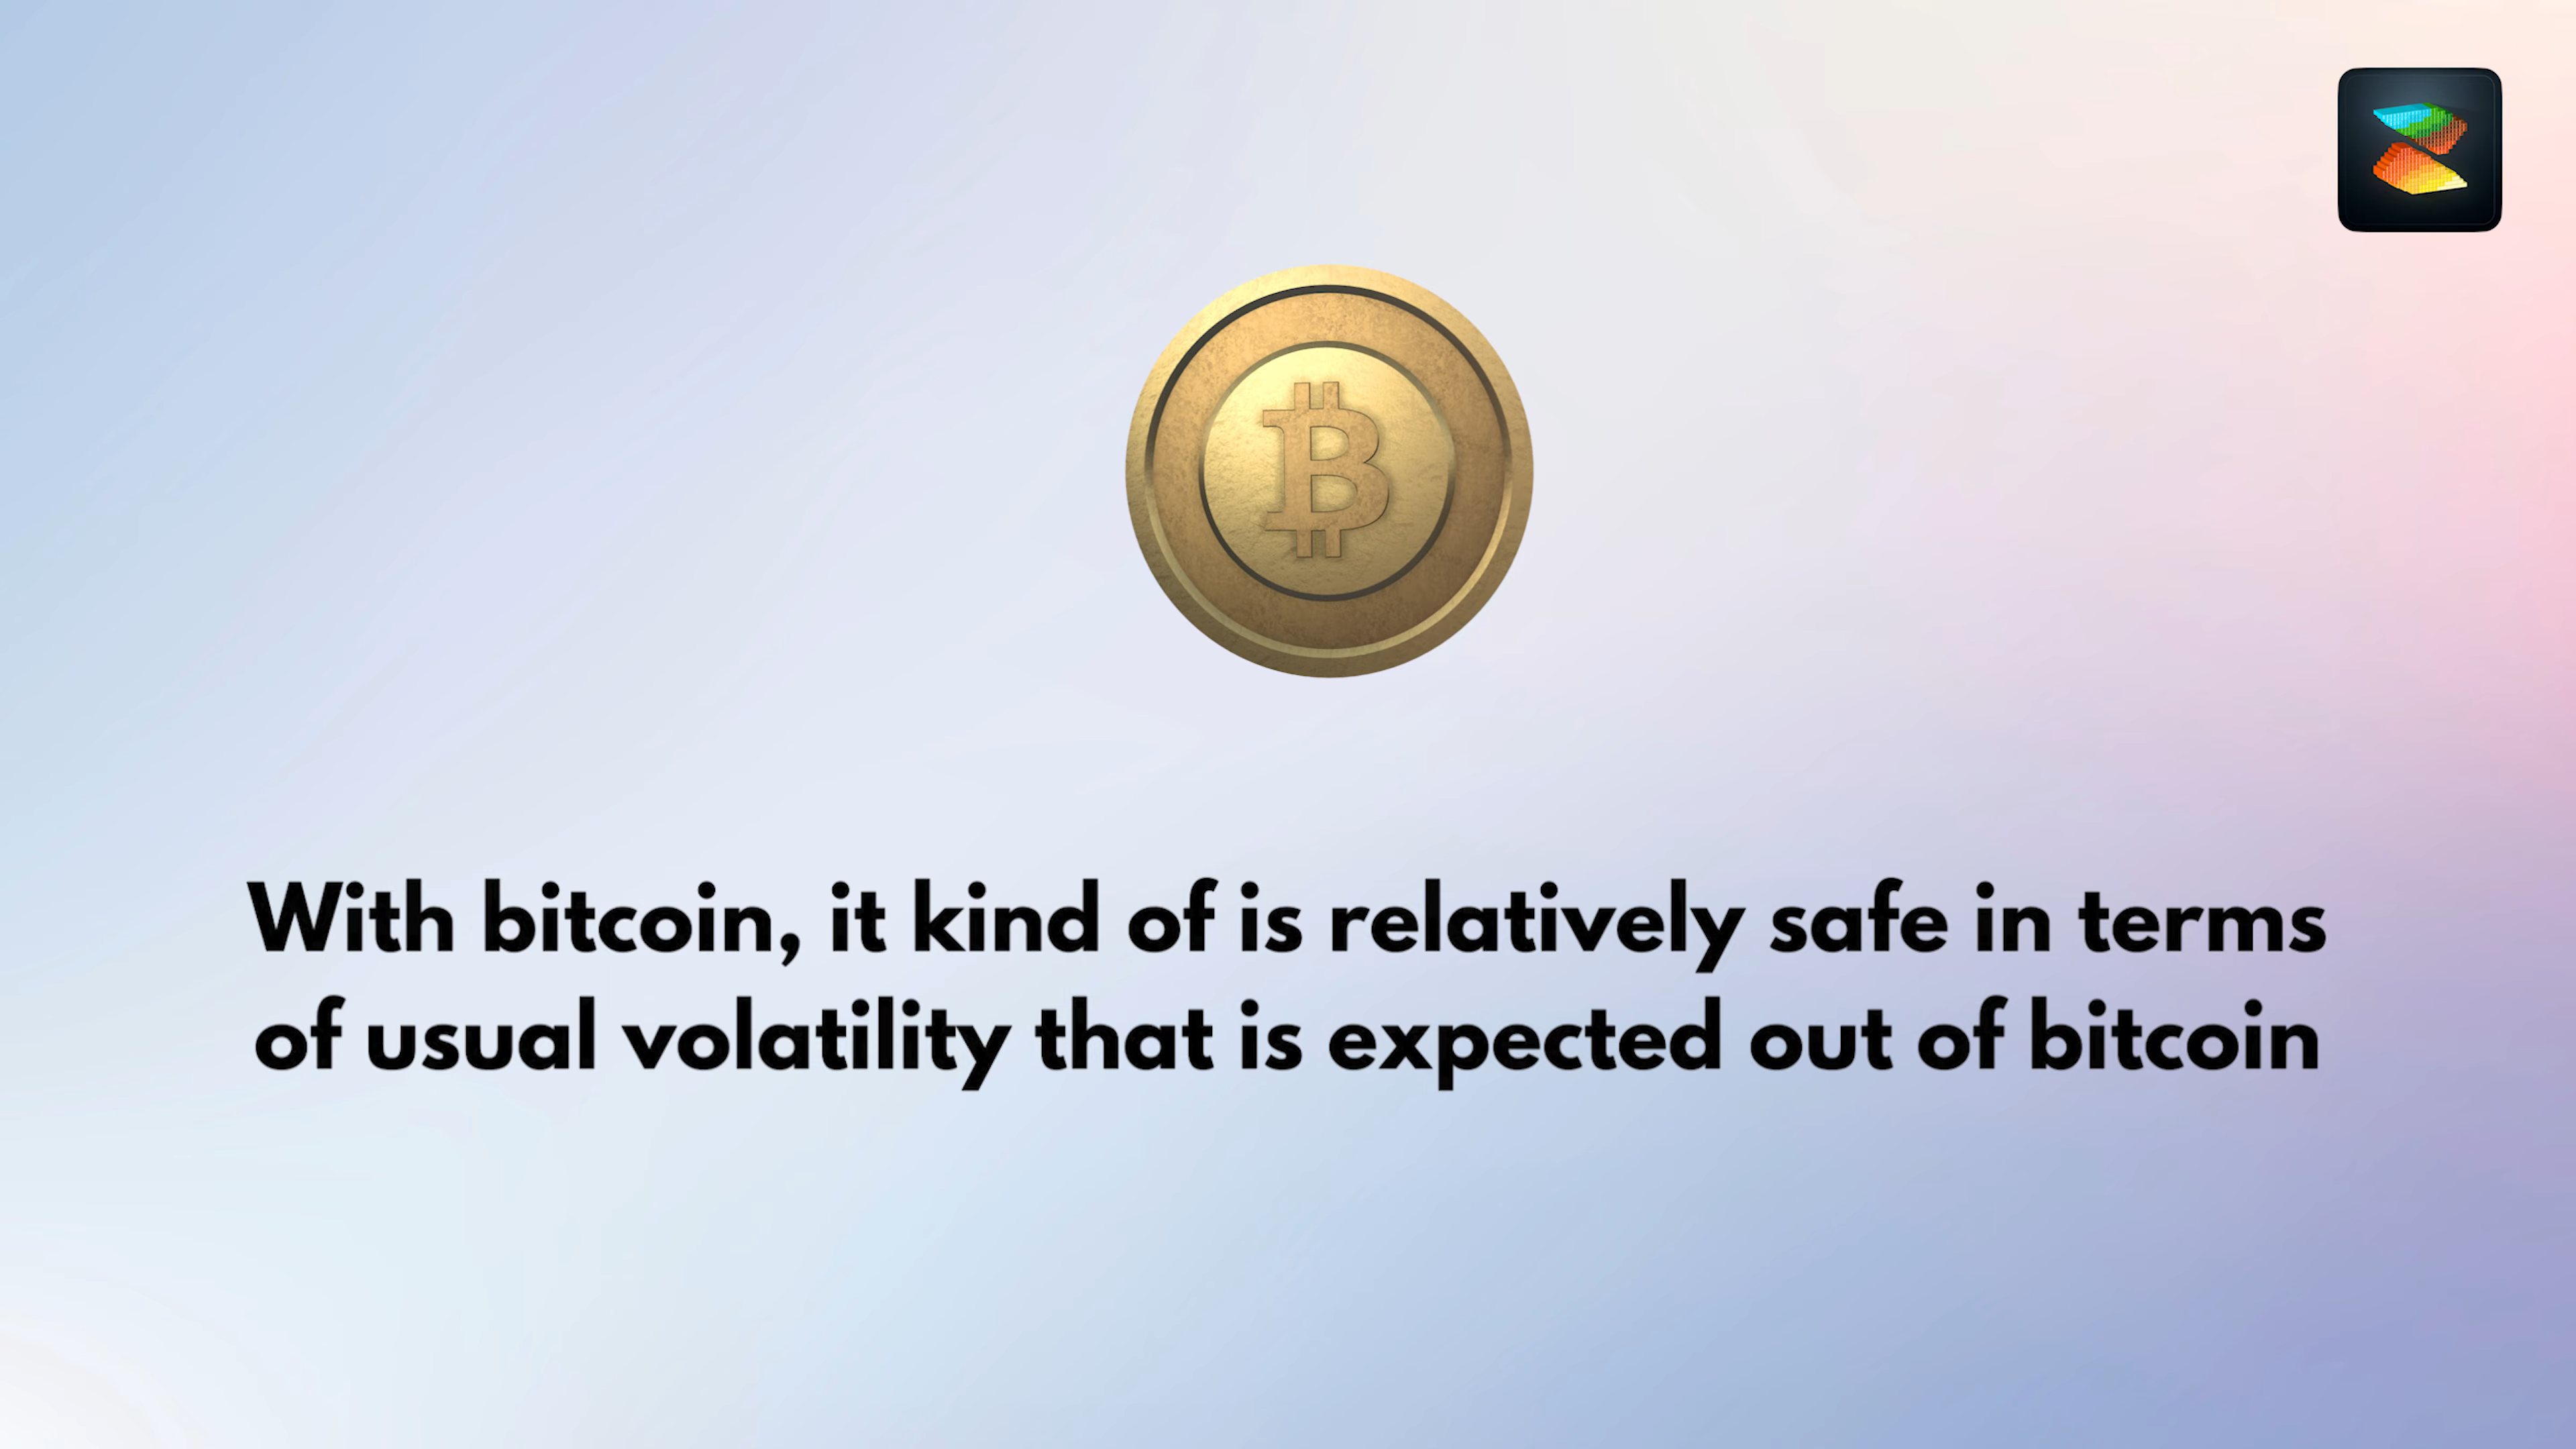 With bitcoin, it kind of is relatively safe in terms
of usual volatility that is expected out of bitcoin